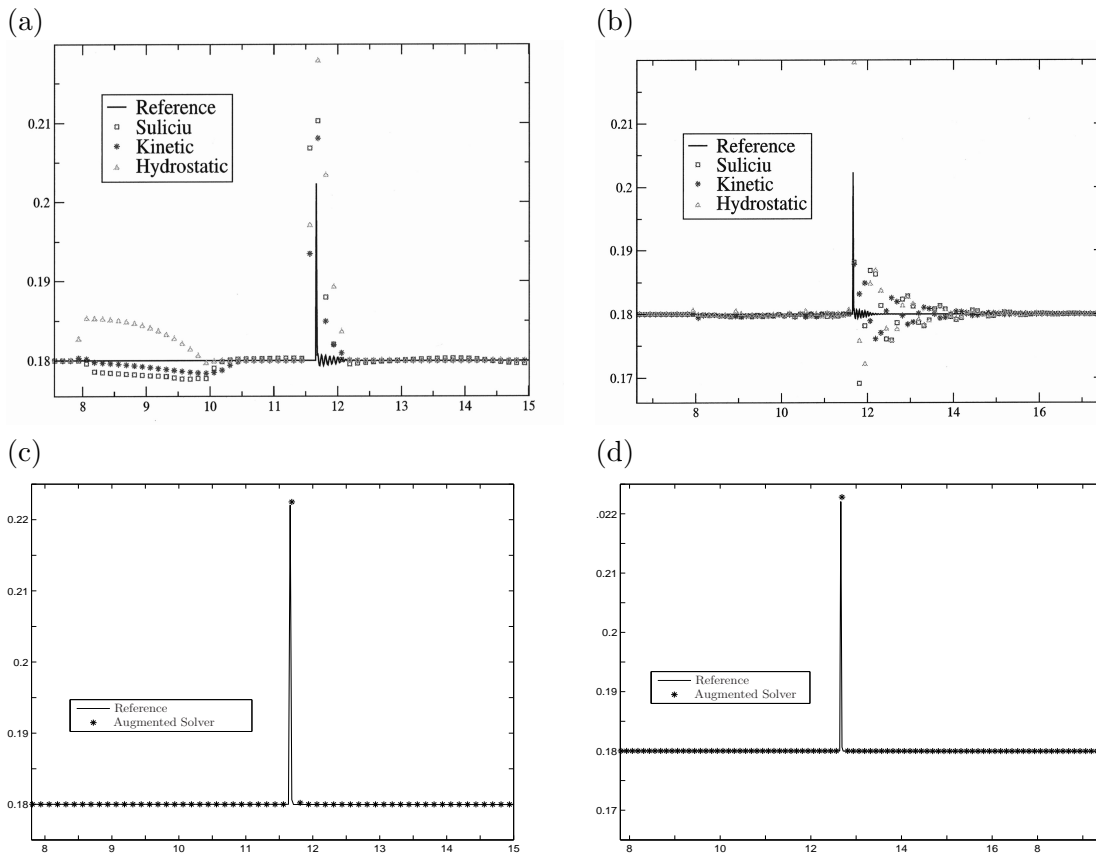 (a)
0.21
0.2
0.19
0.18
Reference
Suliciu
Kinetic
Hydrostatic
8 9 10 11 12 13 14 15
(b)
0.21
0.2
0.19
0.18
0.17
Reference
Suliciu
Kinetic
Hydrostatic
8 10 12 14 16
(c)
0.22
0.21
0.2
0.19
0.18
Reference
Augmented Solver
8 9 10 11 12 13 14 15
(d)
.022
0.21
0.2
0.19
0.18
0.17
Reference
Augmented Solver
8 10 12 14 6 8